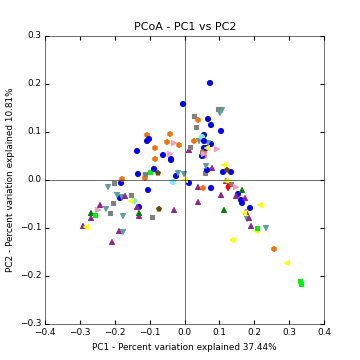 PCoA - PC1 vs PC2
0.3
0.2
0.1
0.0
−0.1
−0.2
−0.3
PC2 - Percent variation explained 10.81%
−0.4 −0.3 −0.2 −0.1 0.0 0.1 0.2 0.3 0.4
PC1 - Percent variation explained 37.44%